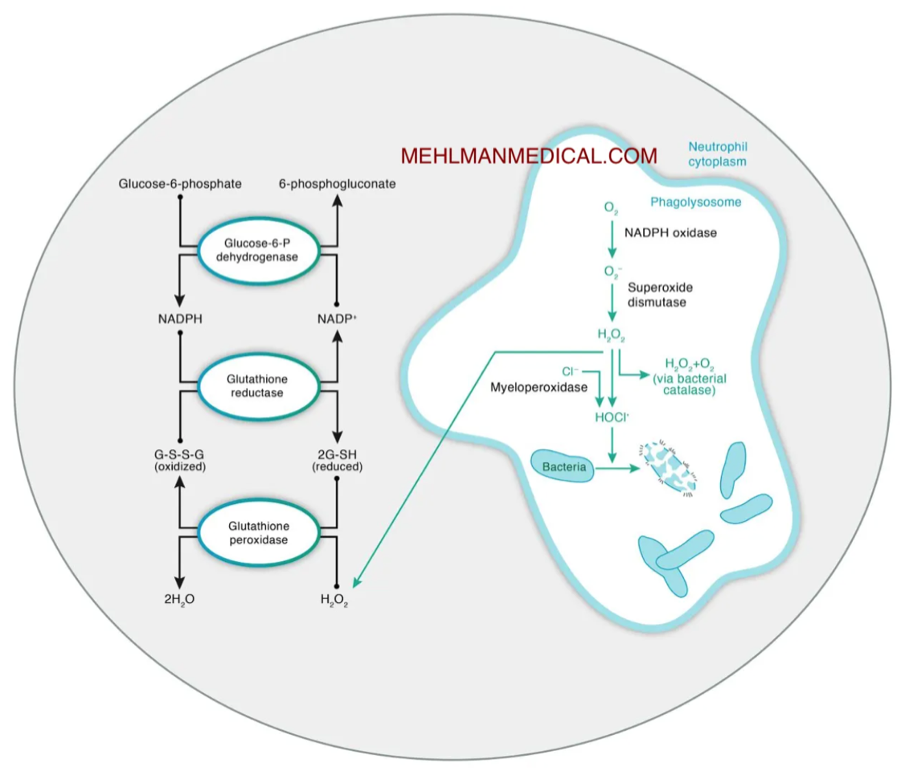 MEHLMANMEDICAL.COM
Neutrophil
cytoplasm
Phagolysosome
Glucose-6-phosphate
6-phosphogluconate
Glucose-6-P
dehydrogenase
NADPH
NADP⁺
Glutathione
reductase
G-S-S-G
(oxidized)
2G-SH
(reduced)
Glutathione
peroxidase
2H₂O
H₂O₂
O₂
NADPH oxidase
O₂⁻
Superoxide
dismutase
H₂O₂
Cl⁻
Myeloperoxidase
H₂O₂+O₂
(via bacterial
catalase)
HOCl•
Bacteria